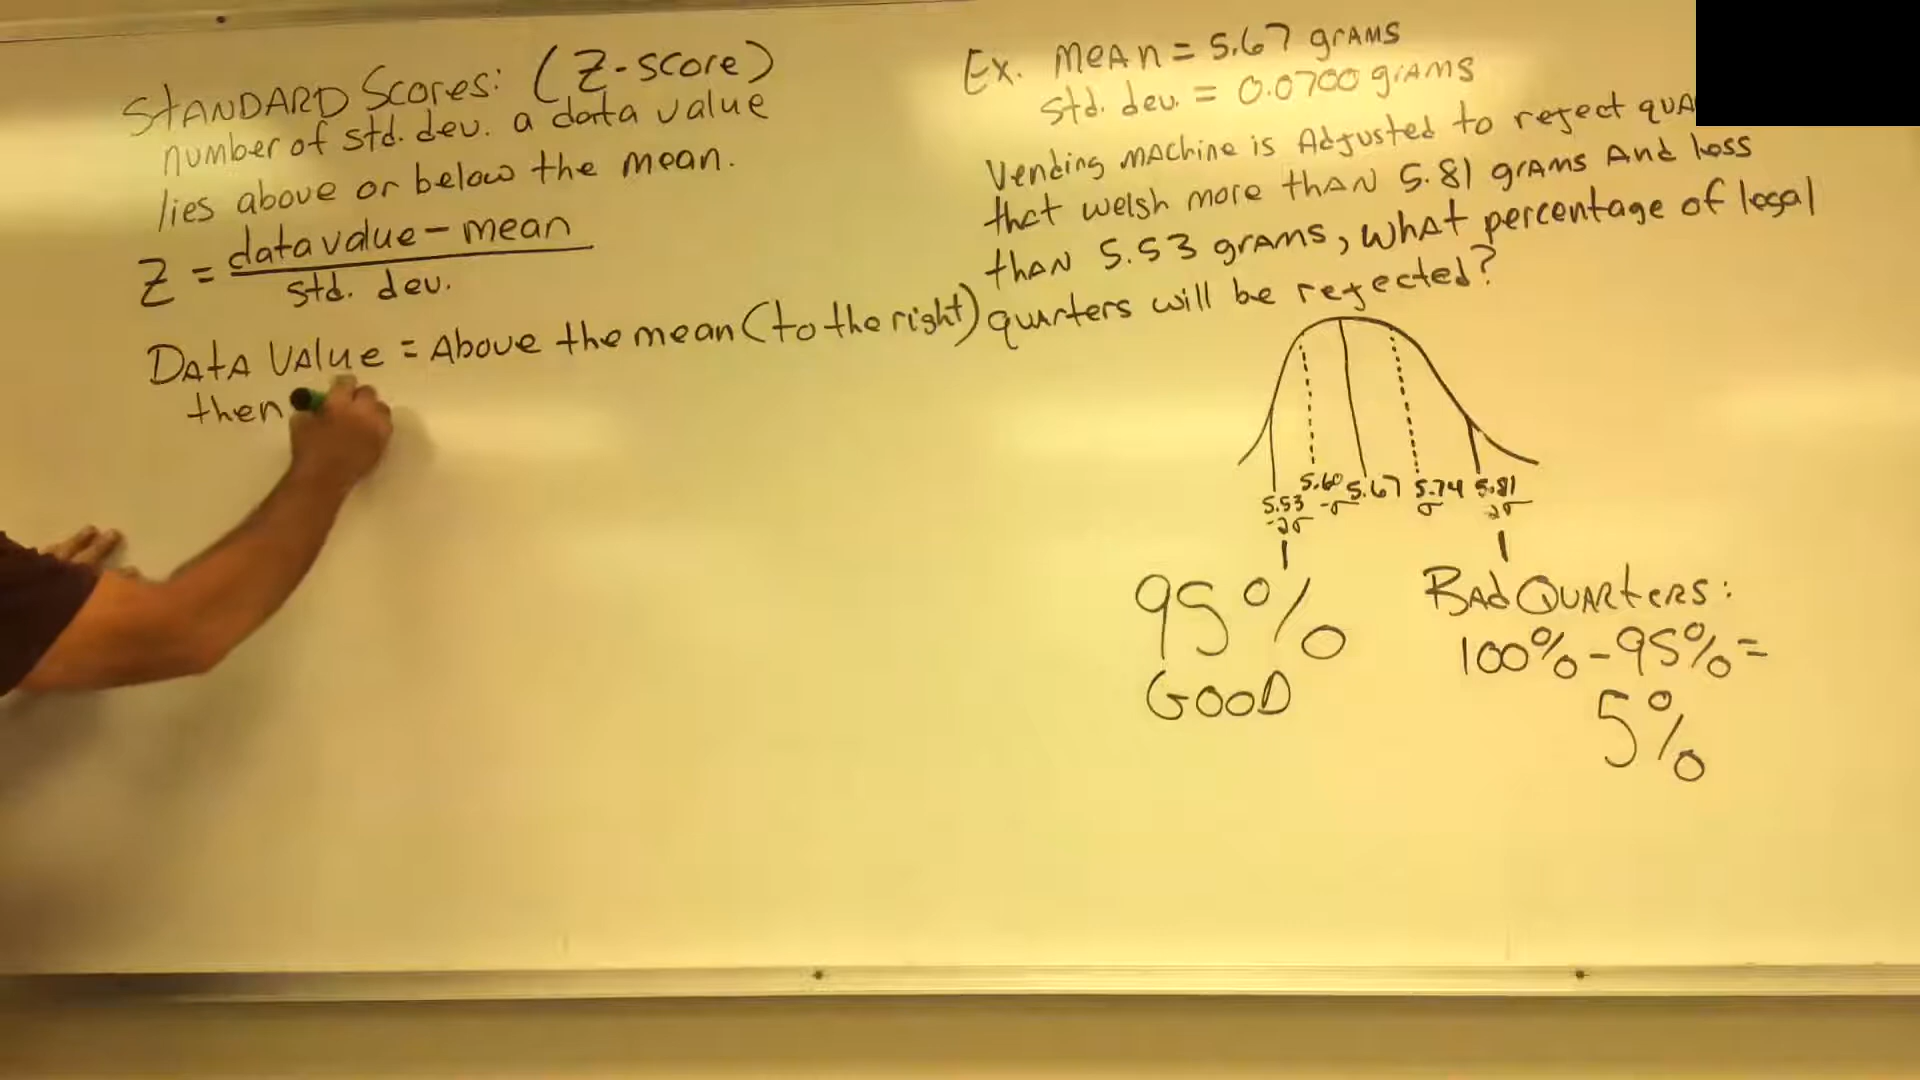 STANDARD Scores: (Z-score)
number of std. dev. a data value
lies above or below the mean.
Z = data value - mean
std. dev.
DATA VALUE = Above the mean (to the right)
then
Ex. MEAN = 5.67 grams
std. dev. = 0.0700 grams
Vending machine is Adjusted to reject
that weigh more than 5.81 grams And less
than 5.53 grams, what percentage of legal
quarters will be rejected?
5.53 5.60 5.67 5.74 5.81
-2σ -σ σ 2σ
95%
GOOD
BAD QUARTERS:
100% - 95% =
5%